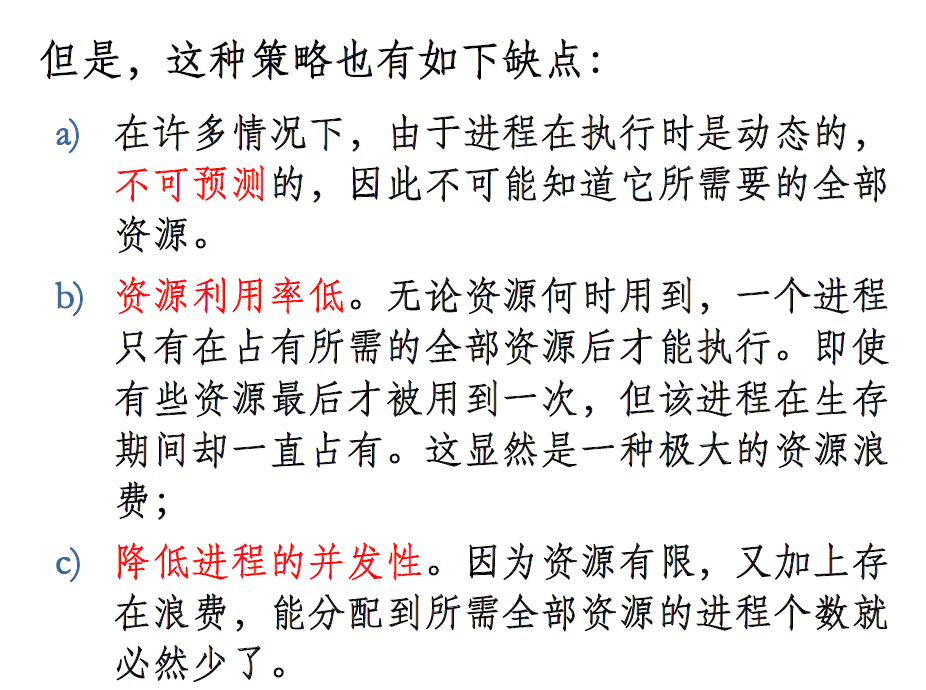 但是，这种策略也有如下缺点：
a) 在许多情况下，由于进程在执行时是动态的，
不可预测的，因此不可能知道它所需要的全部
资源。
b) 资源利用率低。无论资源何时用到，一个进程
只有在占有所需的全部资源后才能执行。即使
有些资源最后才被用到一次，但该进程在生存
期间却一直占有。这显然是一种极大的资源浪
费；
c) 降低进程的并发性。因为资源有限，又加上存
在浪费，能分配到所需全部资源的进程个数就
必然少了。